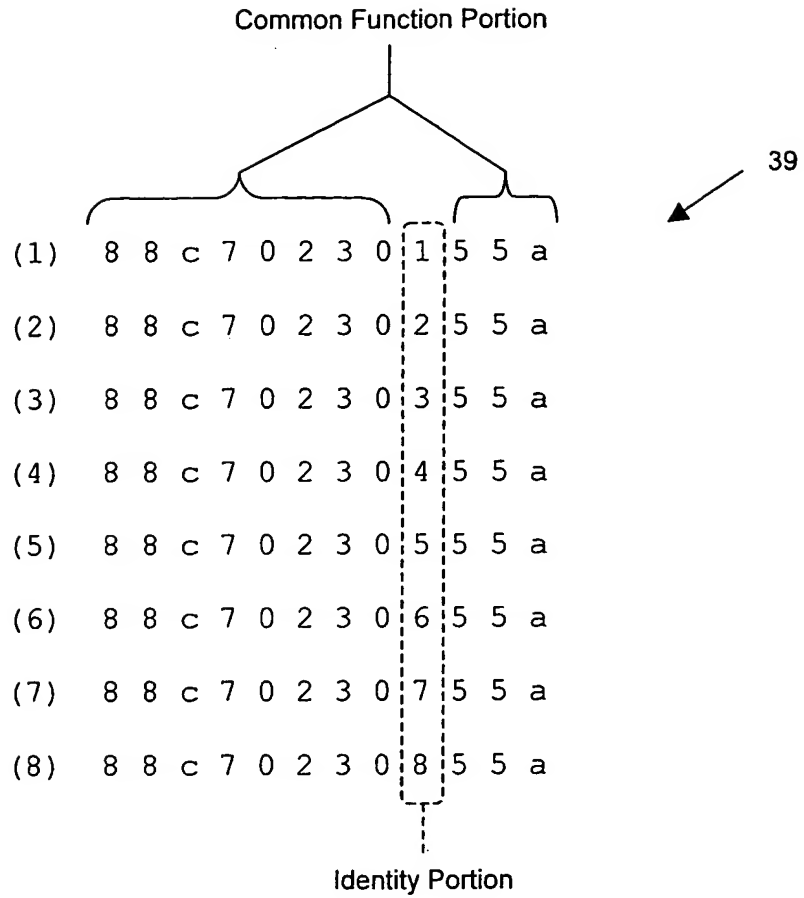 Common Function Portion
39
(1) 8 8 c 7 0 2 3 0 1 5 5 a
(2) 8 8 c 7 0 2 3 0 2 5 5 a
(3) 8 8 c 7 0 2 3 0 3 5 5 a
(4) 8 8 c 7 0 2 3 0 4 5 5 a
(5) 8 8 c 7 0 2 3 0 5 5 5 a
(6) 8 8 c 7 0 2 3 0 6 5 5 a
(7) 8 8 c 7 0 2 3 0 7 5 5 a
(8) 8 8 c 7 0 2 3 0 8 5 5 a
Identity Portion